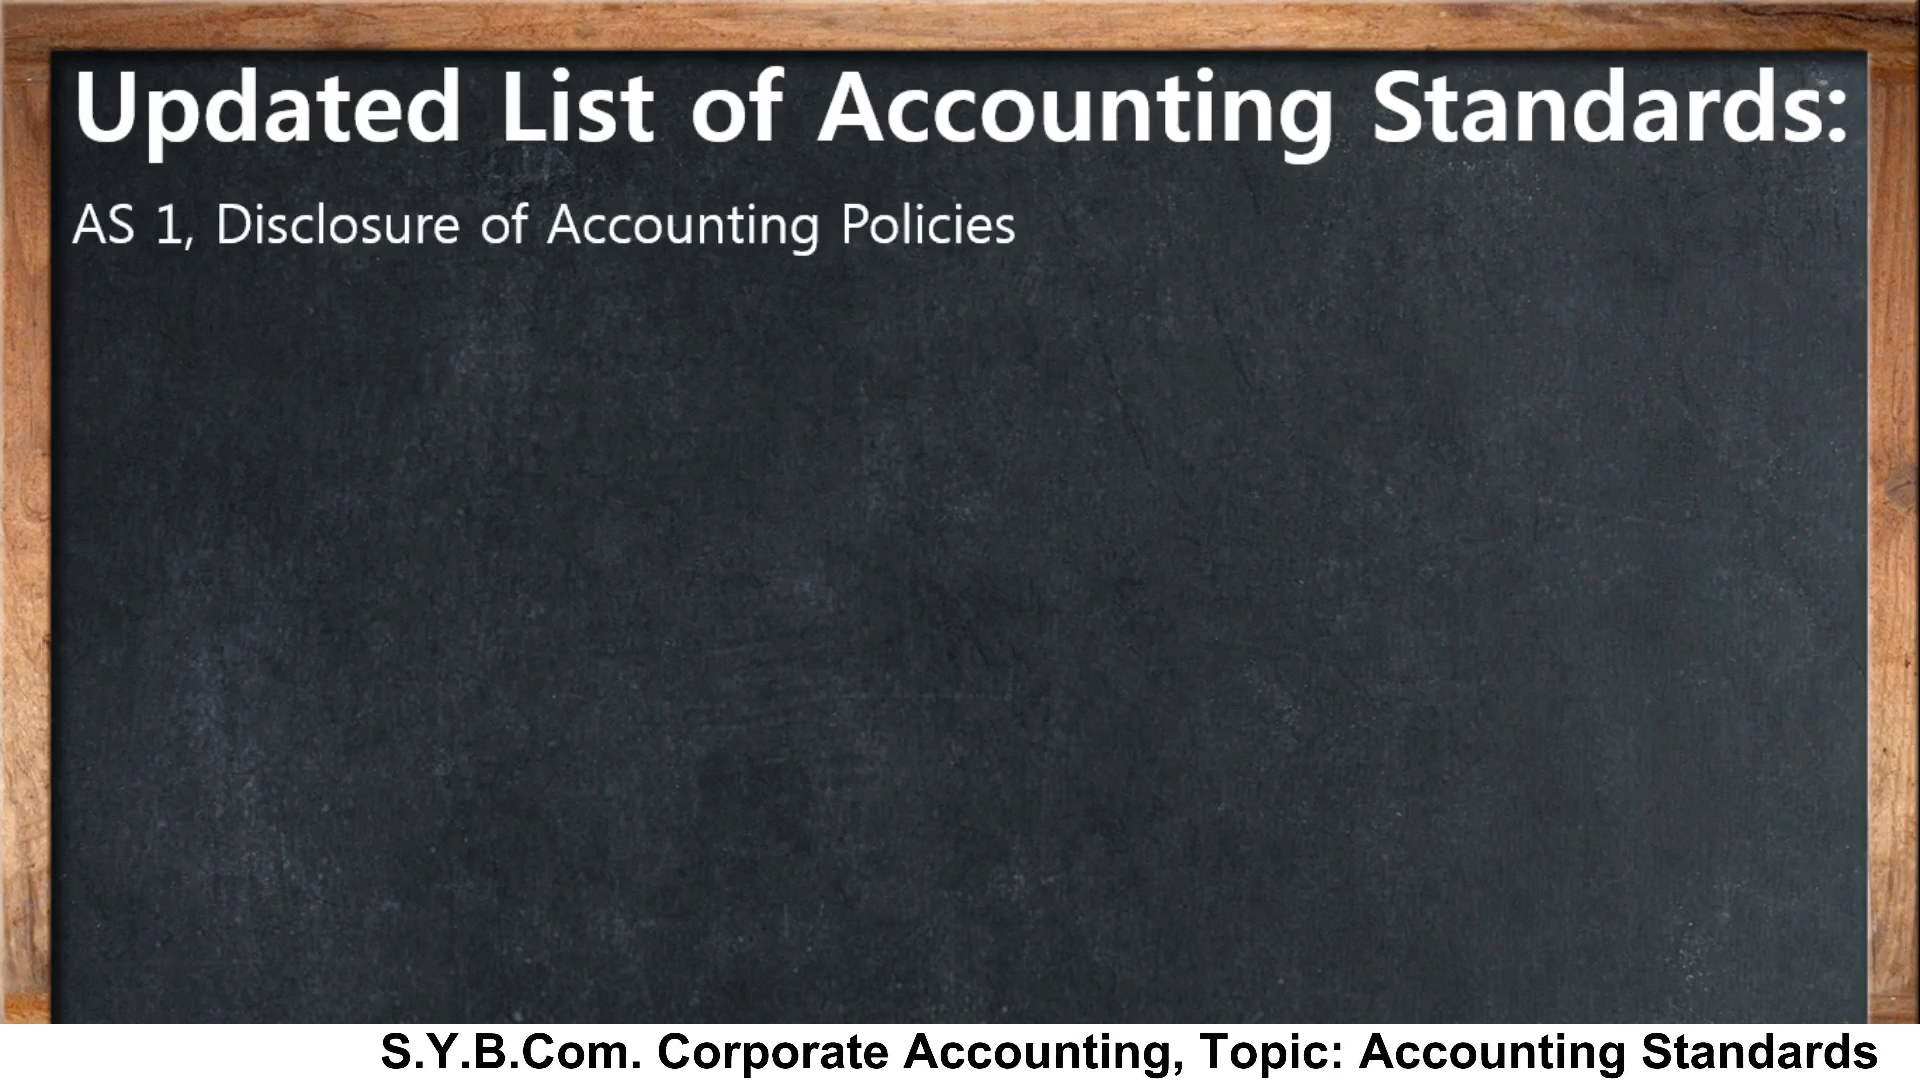 Updated List of Accounting Standards:
AS 1, Disclosure of Accounting Policies
S.Y.B.Com. Corporate Accounting, Topic: Accounting Standards